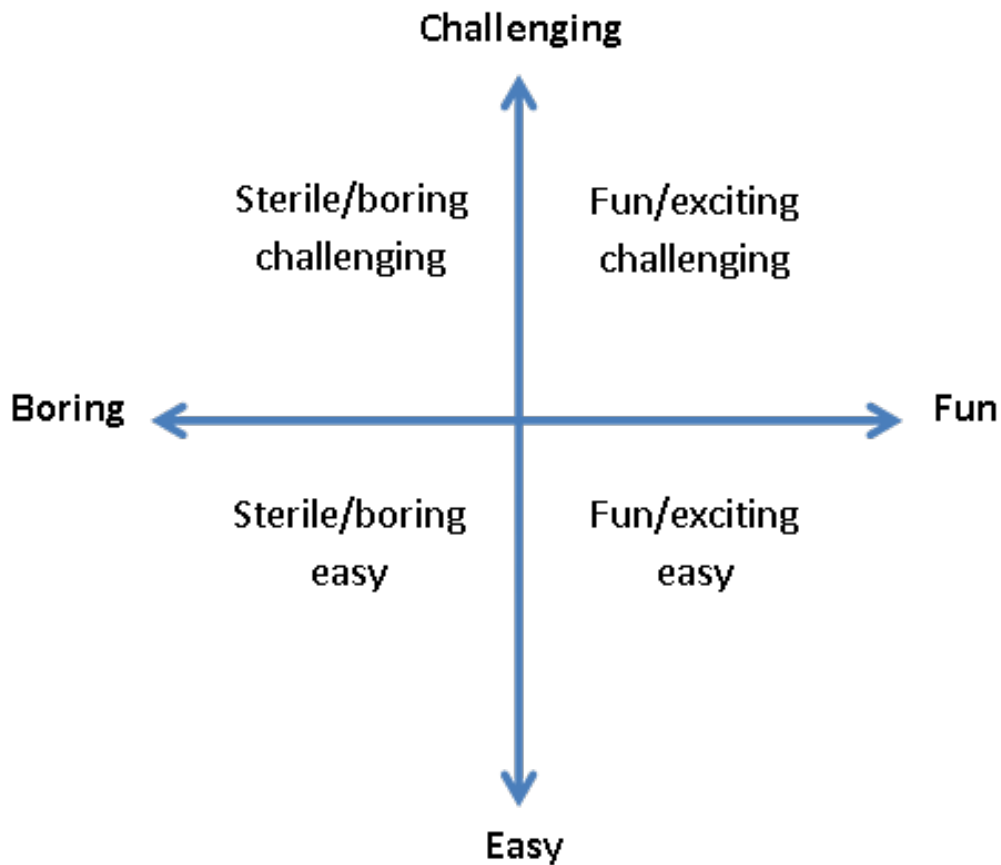 Challenging
Sterile/boring
challenging
Fun/exciting
challenging
Boring
Fun
Sterile/boring
easy
Fun/exciting
easy
Easy